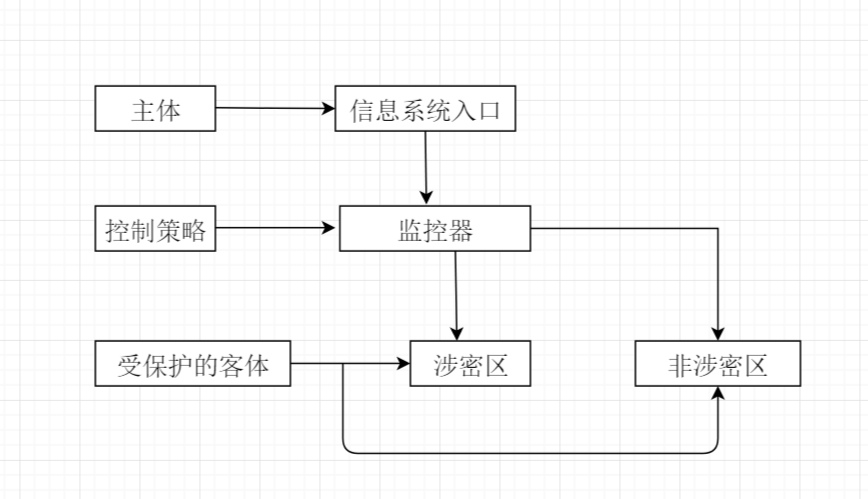 主体
信息系统入口
控制策略
监控器
受保护的客体
涉密区
非涉密区